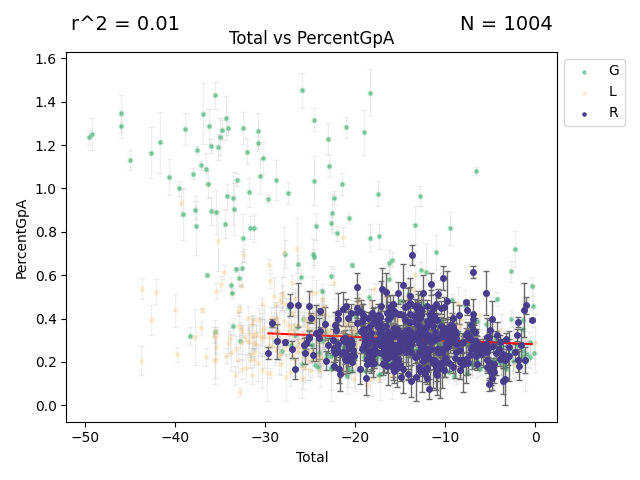 r^2 = 0.01
N = 1004
Total vs PercentGpA
G
L
R
PercentGpA
1.6
1.4
1.2
1.0
0.8
0.6
0.4
0.2
0.0
−50
−40
−30
−20
−10
0
Total